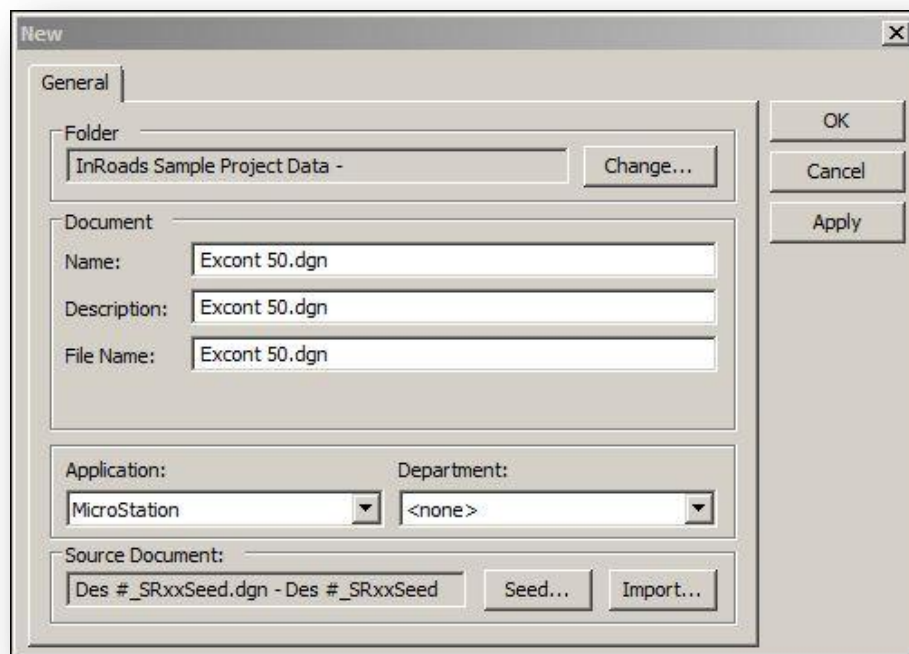 New
General
Folder
InRoads Sample Project Data -
Change...
OK
Cancel
Apply
Document
Name:
Excont 50.dgn
Description:
Excont 50.dgn
File Name:
Excont 50.dgn
Application:
Department:
MicroStation
<none>
Source Document:
Des #_SRxxSeed.dgn - Des #_SRxxSeed
Seed...
Import...